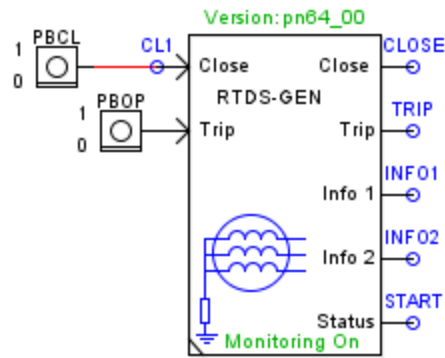 Version: pn64_00
PBCL
1
0
CL1
Close
Close
CLOSE
RTDS-GEN
PBOP
1
0
Trip
Trip
TRIP
Info 1
INFO1
Info 2
INFO2
Status
START
Monitoring On